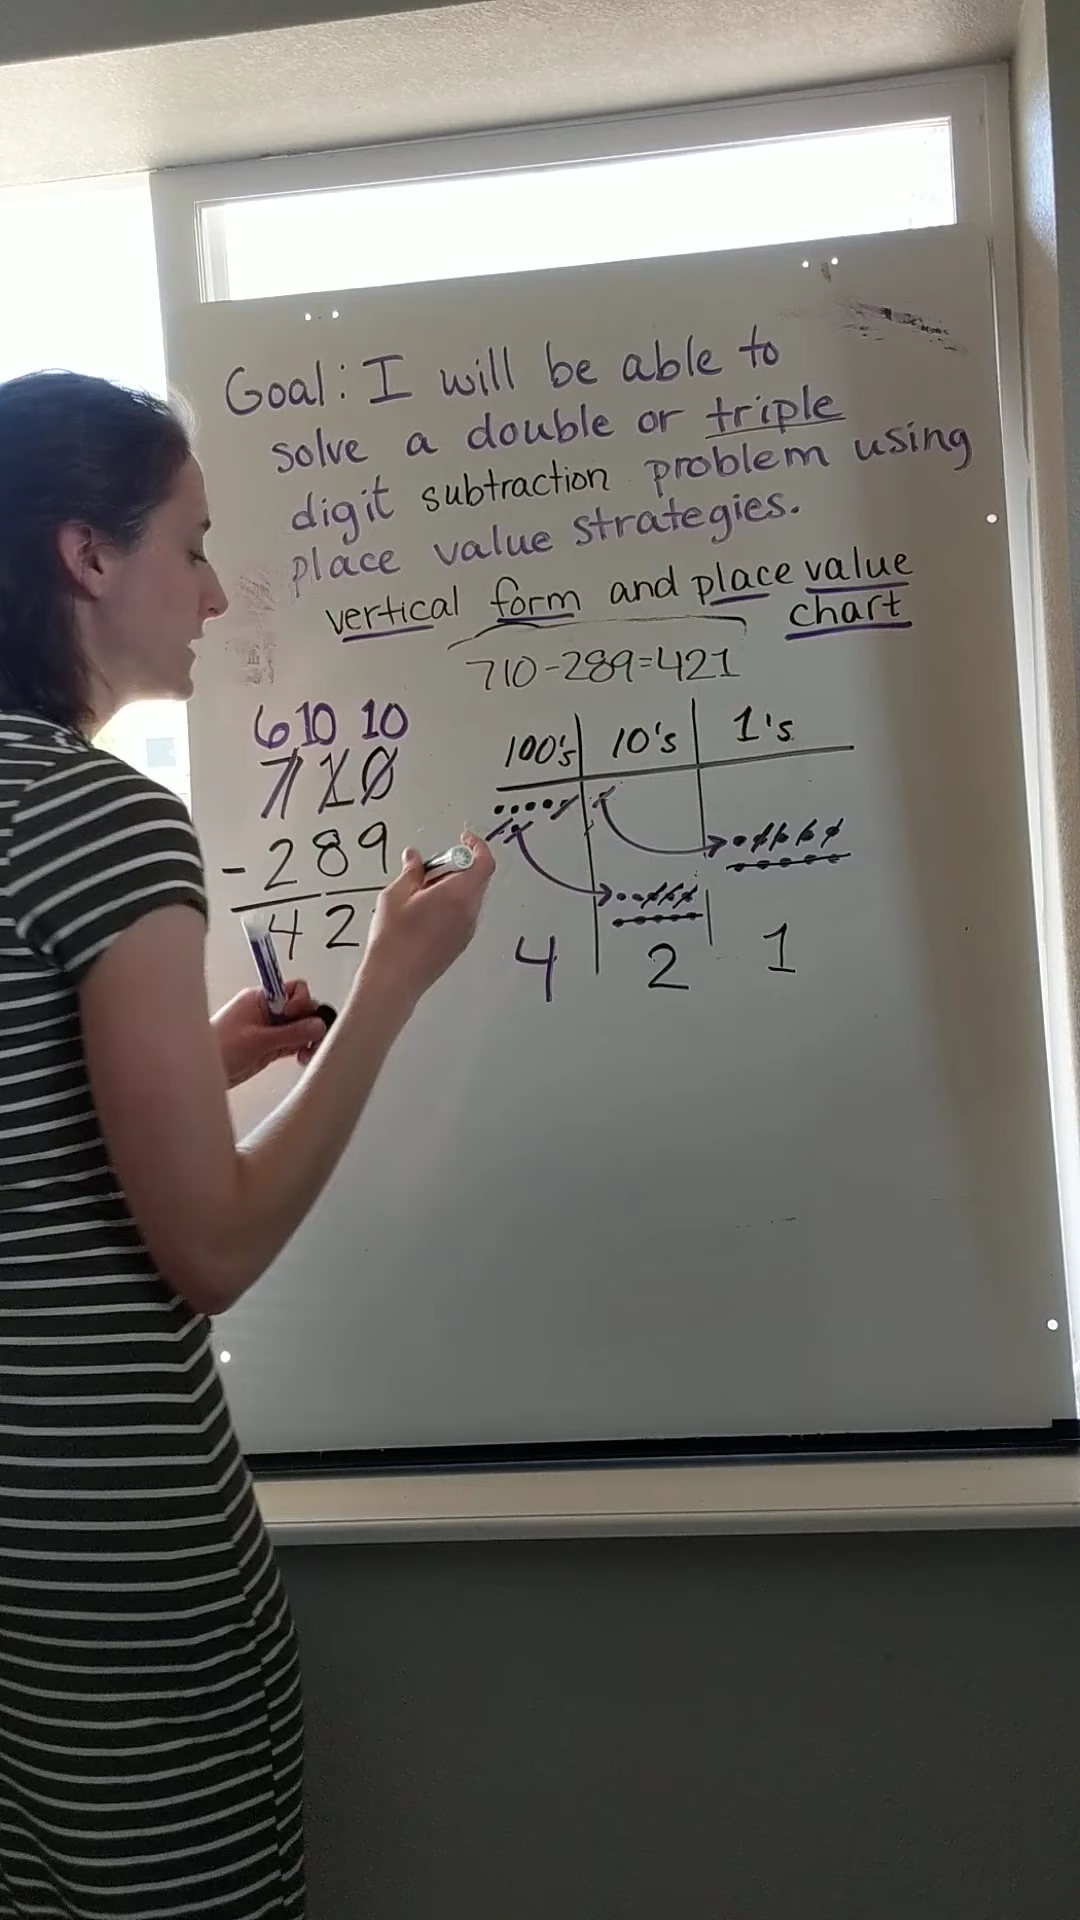 Goal: I will be able to
solve a double or triple
digit subtraction problem using
place value strategies.
vertical form and place value
chart
710-289=421
6 10 10
710
- 289
42
100's 10's 1's
4 2 1